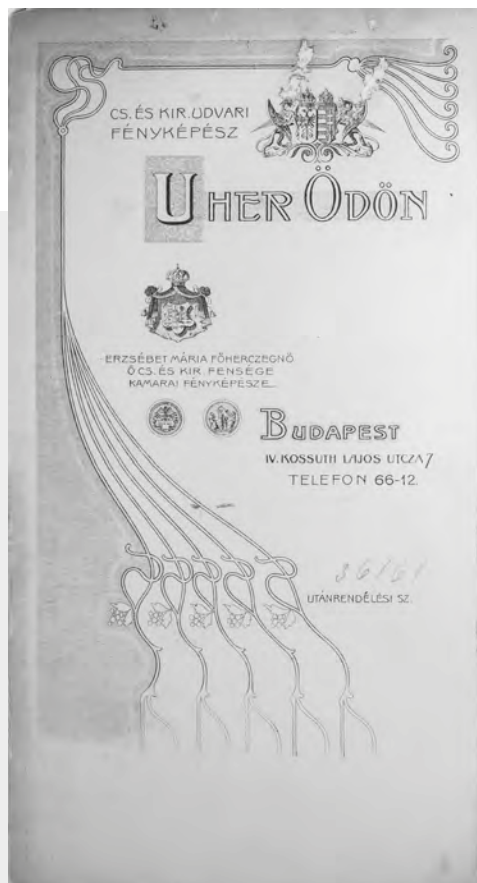 CS. ÉS KIR. UDVARI
FÉNYKÉPÉSZ
UHER ÖDÖN
ERZSÉBET MÁRIA FŐHERCZEGNŐ
Ő CS. ÉS KIR. FENSÉGE
KAMARAI FÉNYKÉPÉSZE
BUDAPEST
IV. KOSSUTH LAJOS UTCZA 7
TELEFON 66-12.
UTÁNRENDELÉSI SZ.